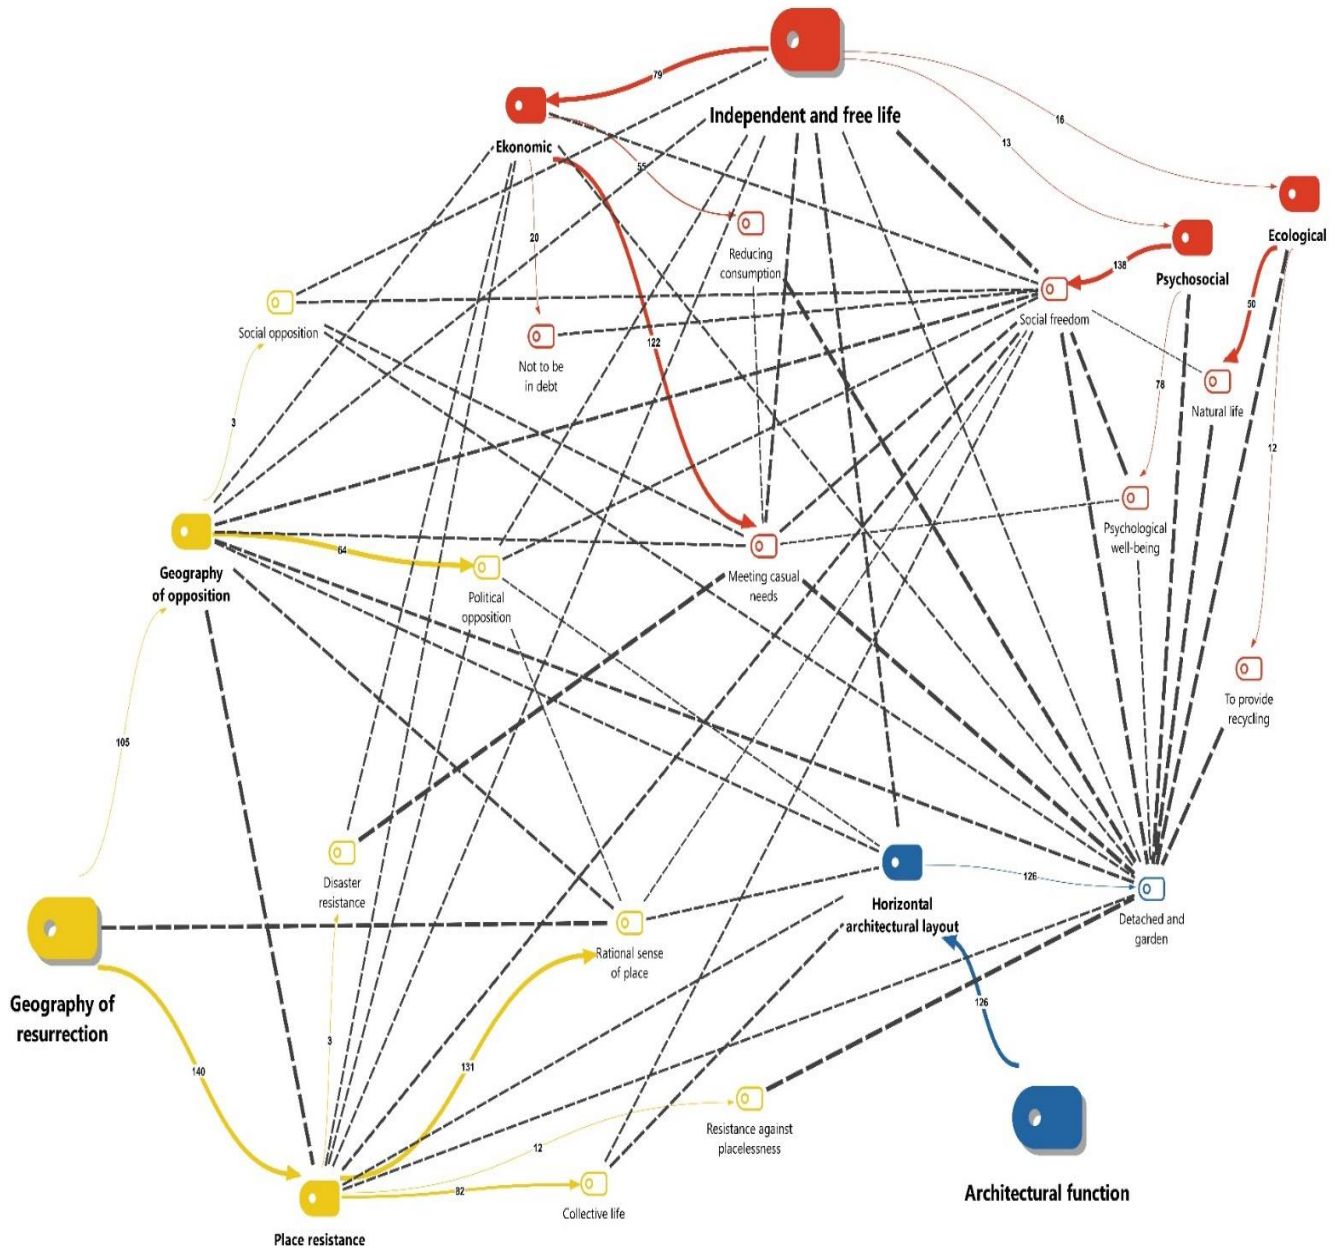 79
16
13
Independent and free life
Ekonomic
55
Ecological
20
Reducing
consumption
138
Psychosocial
50
Social opposition
Social freedom
122
Not to be
in debt
78
Natural life
3
12
Psychological
well-being
64
Geography
of opposition
Political
opposition
Meeting casual
needs
To provide
recycling
105
Disaster
resistance
126
Horizontal
architectural layout
Detached and
garden
Rational sense
of place
Geography of
resurrection
126
3
140
131
Resistance against
placelessness
12
82
Collective life
Architectural function
Place resistance